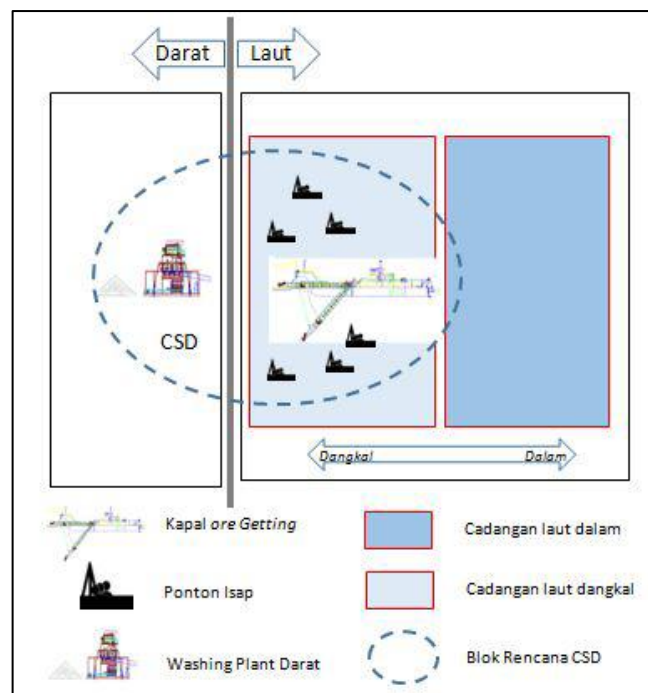 Darat
Laut
CSD
Dangkal
Dalam
Kapal ore Getting
Cadangan laut dalam
Ponton Isap
Cadangan laut dangkal
Washing Plant Darat
Blok Rencana CSD